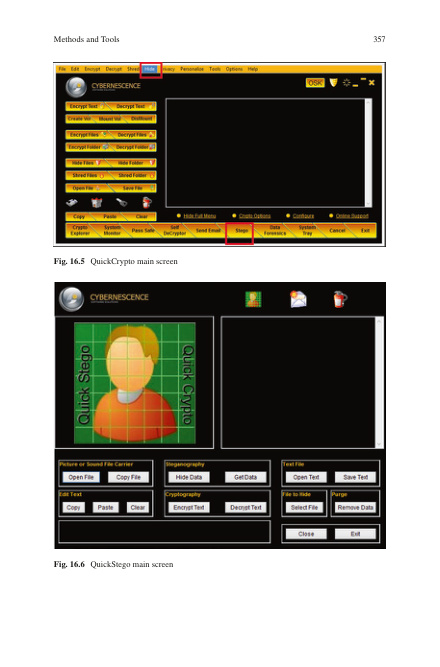 Methods and Tools 357
File Edit Encrypt Decrypt Shred Hide Privacy Personalize Tools Options Help
CYBERNESCENCE
OSK
Encrypt Text Decrypt Text
Create Vol Mount Vol DisMount
Encrypt Files Decrypt Files
Encrypt Folder Decrypt Folder
Hide Files Hide Folder
Shred Files Shred Folder
Open File Save File
Copy Paste Clear
Hide Full Menu Crypto Options Configure Online Support
Crypto Explorer System Monitor Pass Safe Self DeCrypter Send Email Stego Data Forensics System Tray Cancel Exit
Fig. 16.5 QuickCrypto main screen
CYBERNESCENCE
Quick Stego
Quick Crypto
Picture or Sound File Carrier Steganography Text File
Open File Copy File Hide Data Get Data Open Text Save Text
Edit Text Cryptography File to Hide Purge
Copy Paste Clear Encrypt Text Decrypt Text Select File Remove Data
Close Exit
Fig. 16.6 QuickStego main screen